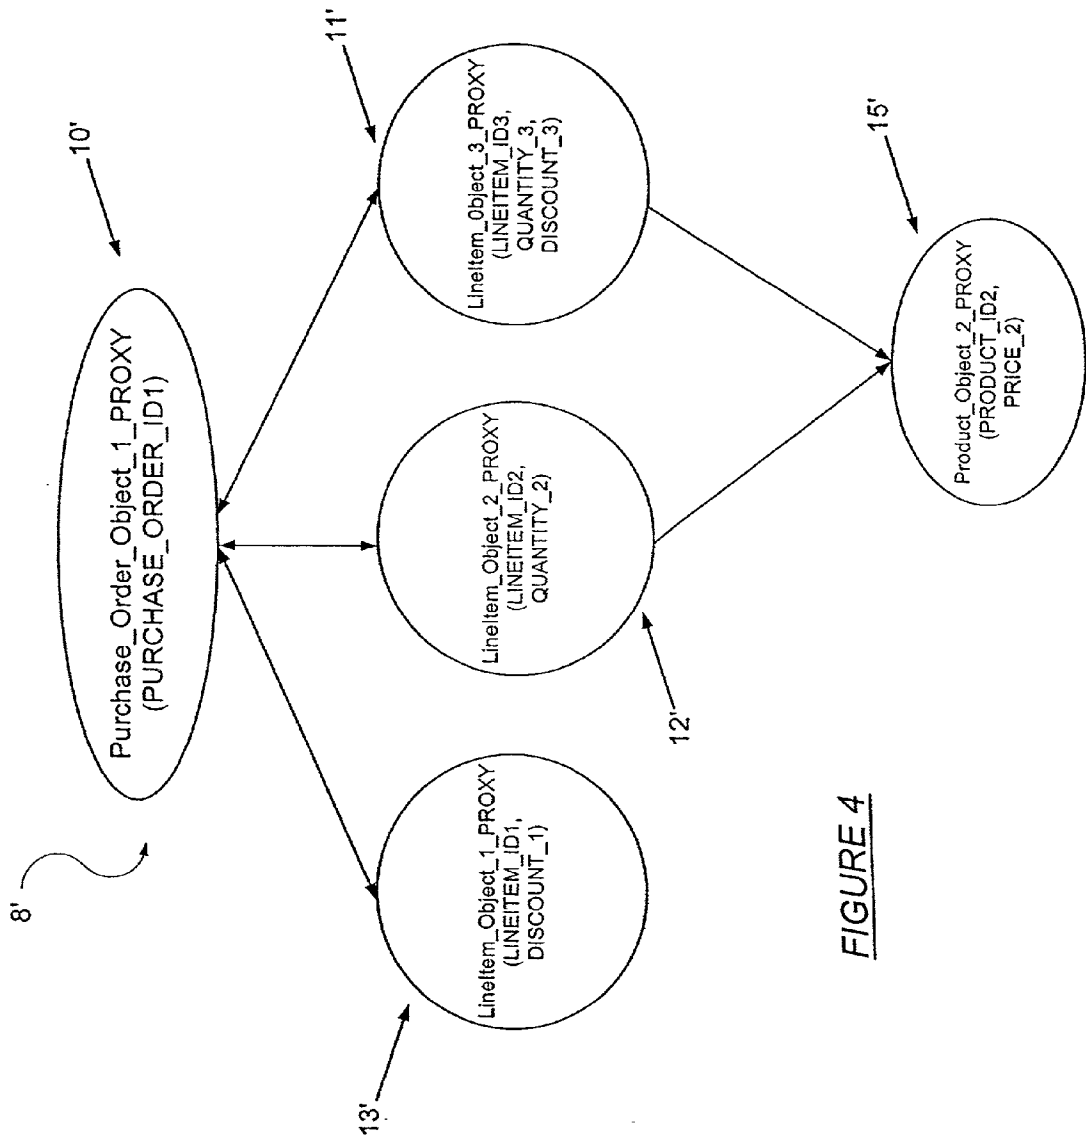 8'
10'
Purchase_Order_Object_1_PROXY
(PURCHASE_ORDER_ID1)
13'
LineItem_Object_1_PROXY
(LINEITEM_ID1,
DISCOUNT_1)
LineItem_Object_2_PROXY
(LINEITEM_ID2,
QUANTITY_2)
12'
11'
LineItem_Object_3_PROXY
(LINEITEM_ID3,
QUANTITY_3,
DISCOUNT_3)
15'
Product_Object_2_PROXY
(PRODUCT_ID2,
PRICE_2)
FIGURE 4